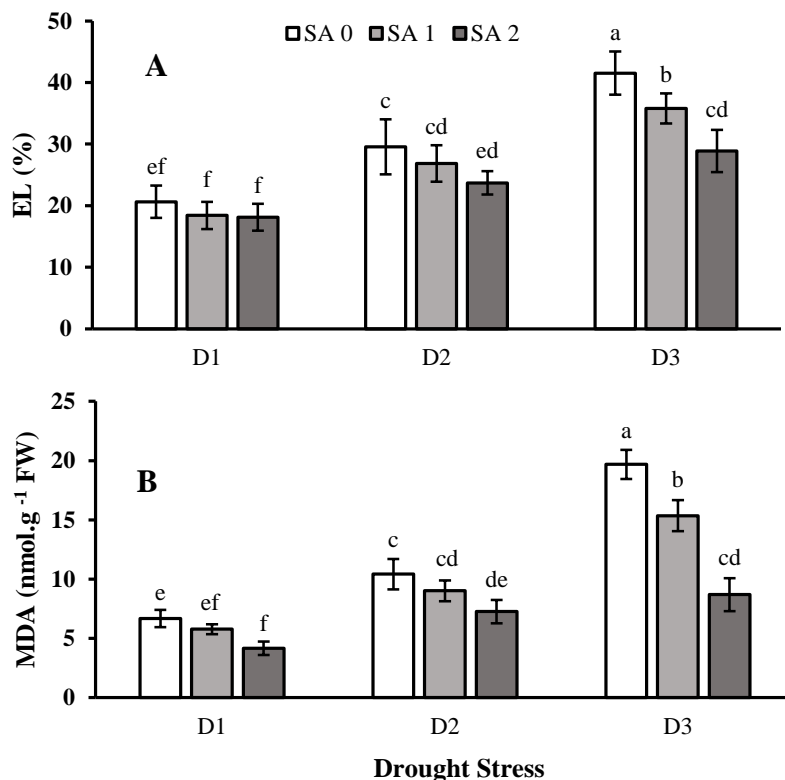 SA 0 SA 1 SA 2
A
EL (%)
50
40
30
20
10
0
ef f f
c cd ed
a b cd
D1 D2 D3
B
MDA (nmol.g -1 FW)
25
20
15
10
5
0
e ef f
c cd de
a b cd
D1 D2 D3
Drought Stress